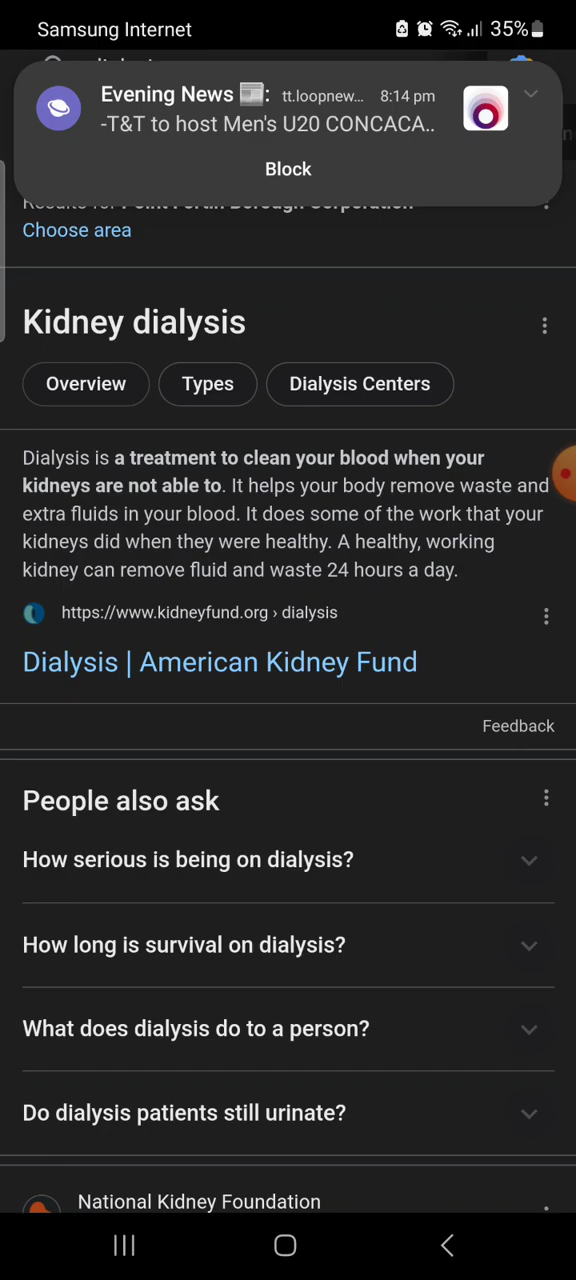 Samsung Internet
35%
Evening News 📰: tt.loopnew... 8:14 pm
-T&T to host Men's U20 CONCACA..
Block
Results for Point Fortin Borough Corporation
Choose area
Kidney dialysis
Overview
Types
Dialysis Centers
Dialysis is a treatment to clean your blood when your
kidneys are not able to. It helps your body remove waste and
extra fluids in your blood. It does some of the work that your
kidneys did when they were healthy. A healthy, working
kidney can remove fluid and waste 24 hours a day.
https://www.kidneyfund.org › dialysis
Dialysis | American Kidney Fund
Feedback
People also ask
How serious is being on dialysis?
How long is survival on dialysis?
What does dialysis do to a person?
Do dialysis patients still urinate?
National Kidney Foundation